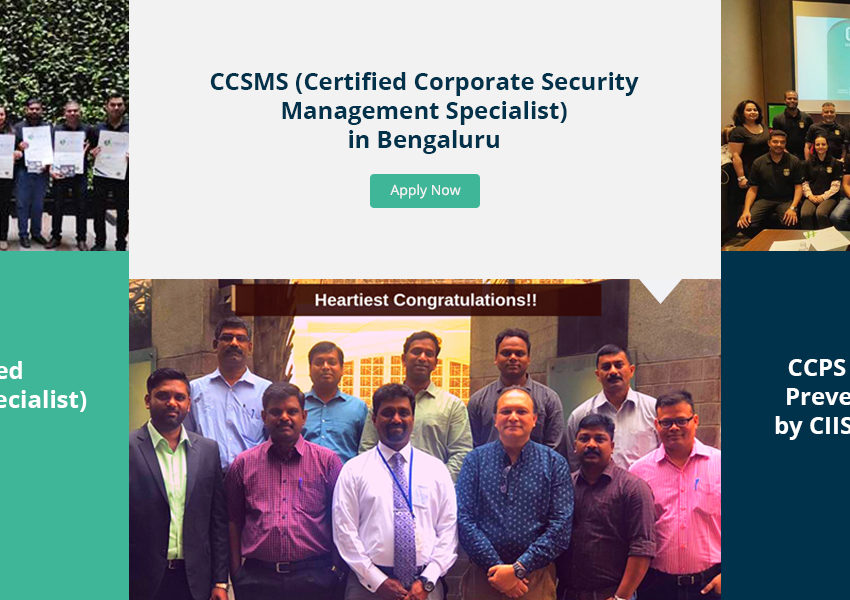 CCSMS (Certified Corporate Security
Management Specialist)
in Bengaluru
Apply Now
Heartiest Congratulations!!
ed
ecialist)
CCPS
Preve
by CIIS